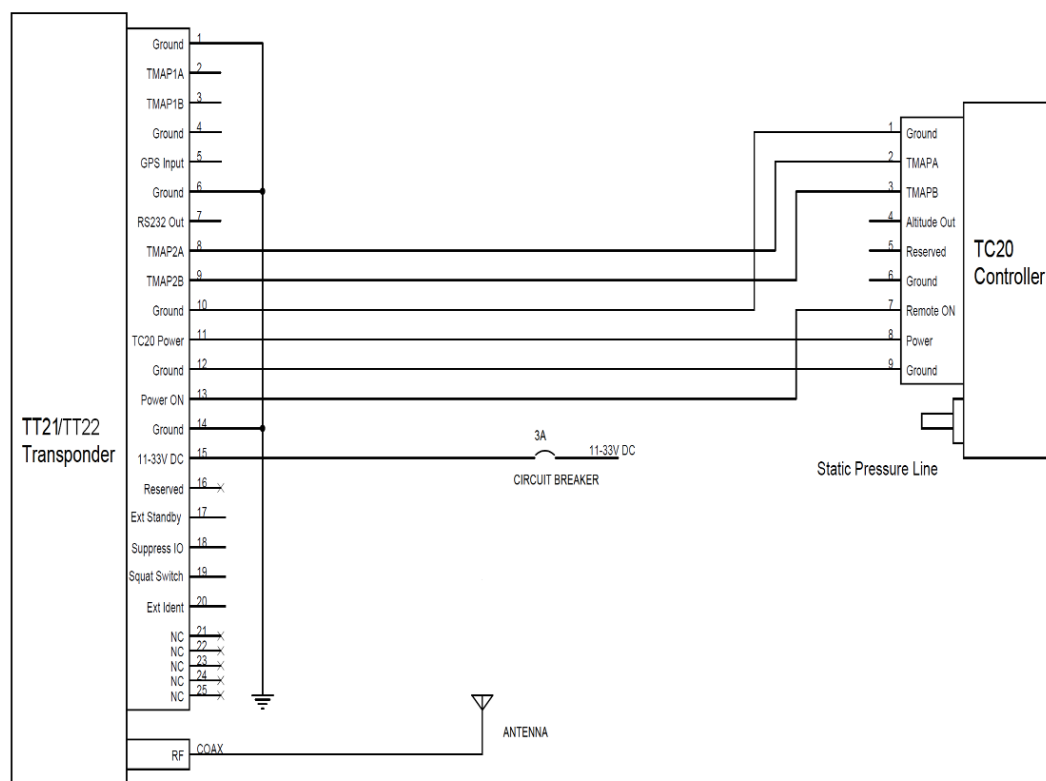 Ground 1
TMAP1A 2
TMAP1B 3
Ground 4
GPS Input 5
Ground 6
RS232 Out 7
TMAP2A 8
TMAP2B 9
Ground 10
TC20 Power 11
Ground 12
Power ON 13
Ground 14
11-33V DC 15
Reserved 16
Ext Standby 17
Suppress IO 18
Squat Switch 19
Ext Ident 20
NC 21
NC 22
NC 23
NC 24
NC 25
RF COAX
TT21/TT22
Transponder
3A
11-33V DC
CIRCUIT BREAKER
ANTENNA
1 Ground
2 TMAPA
3 TMAPB
4 Altitude Out
5 Reserved
6 Ground
7 Remote ON
8 Power
9 Ground
TC20
Controller
Static Pressure Line